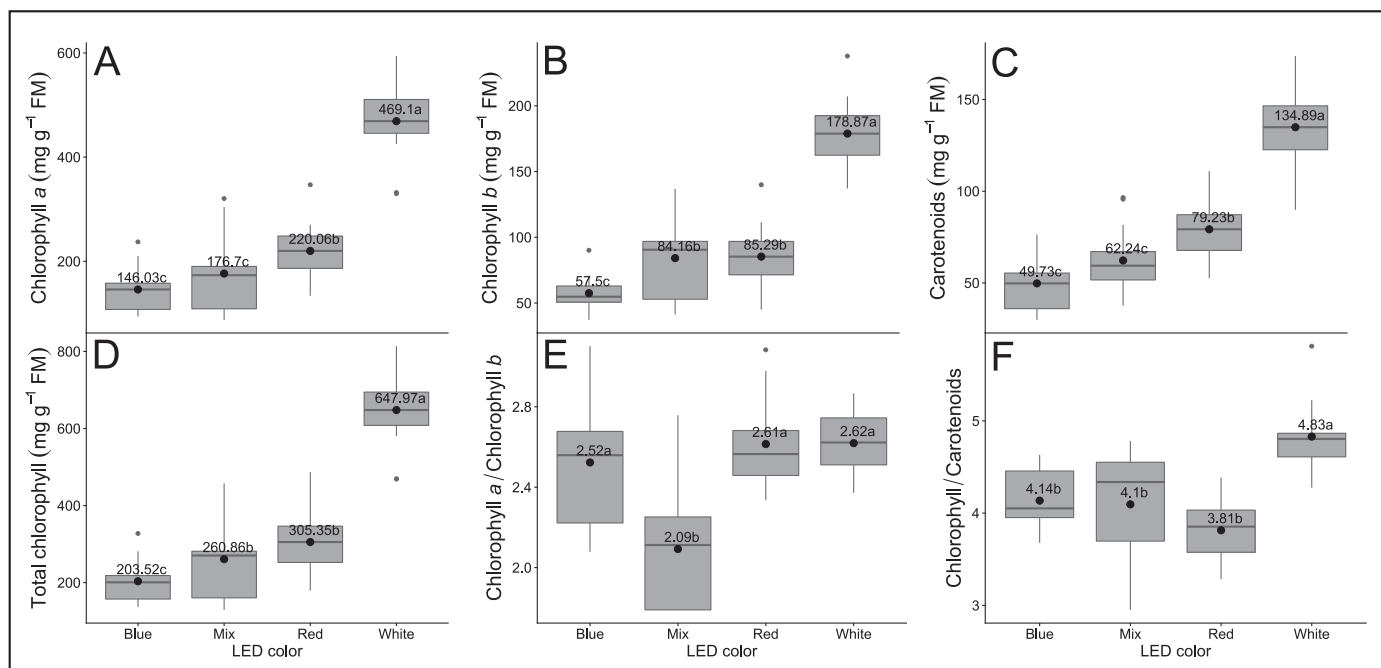 A
Chlorophyll a (mg g⁻¹ FM)
600
400
200
146.03c
176.7c
220.06b
469.1a
B
Chlorophyll b (mg g⁻¹ FM)
200
150
100
50
57.5c
84.16b
85.29b
178.87a
C
Carotenoids (mg g⁻¹ FM)
150
100
50
49.73c
62.24c
79.23b
134.89a
D
Total chlorophyll (mg g⁻¹ FM)
800
600
400
200
203.52c
260.86b
305.35b
647.97a
Blue Mix Red White
LED color
E
Chlorophyll a / Chlorophyll b
2.8
2.4
2.0
2.52a
2.09b
2.61a
2.62a
Blue Mix Red White
LED color
F
Chlorophyll/Carotenoids
5
4
3
4.14b
4.1b
3.81b
4.83a
Blue Mix Red White
LED color